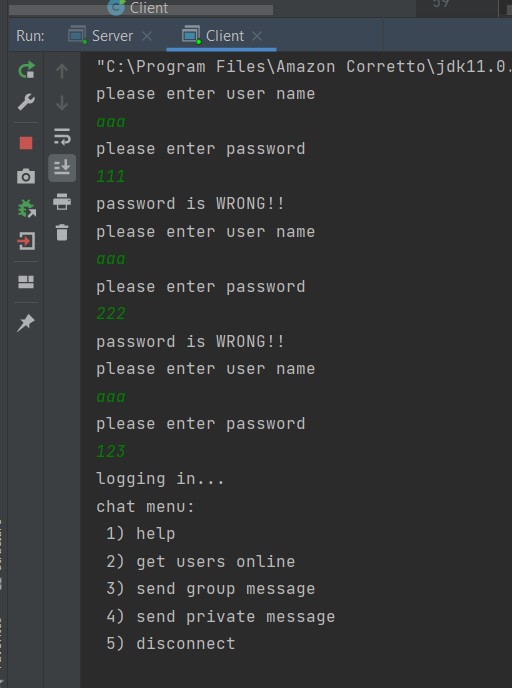 Client
59
Run: Server Client
"C:\Program Files\Amazon Corretto\jdk11.0.
please enter user name
aaa
please enter password
111
password is WRONG!!
please enter user name
aaa
please enter password
222
password is WRONG!!
please enter user name
aaa
please enter password
123
logging in...
chat menu:
1) help
2) get users online
3) send group message
4) send private message
5) disconnect